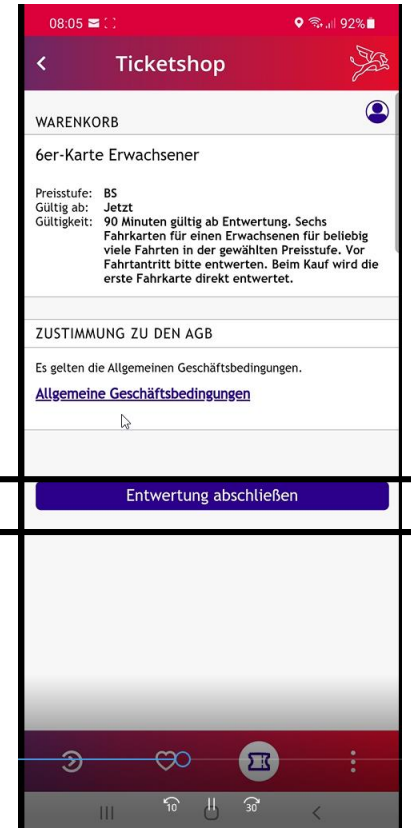 08:05
92%
Ticketshop
WARENKORB
6er-Karte Erwachsener
Preisstufe: BS
Gültig ab: Jetzt
Gültigkeit: 90 Minuten gültig ab Entwertung. Sechs
Fahrkarten für einen Erwachsenen für beliebig
viele Fahrten in der gewählten Preisstufe. Vor
Fahrtantritt bitte entwerten. Beim Kauf wird die
erste Fahrkarte direkt entwertet.
ZUSTIMMUNG ZU DEN AGB
Es gelten die Allgemeinen Geschäftsbedingungen.
Allgemeine Geschäftsbedingungen
Entwertung abschließen
10 30